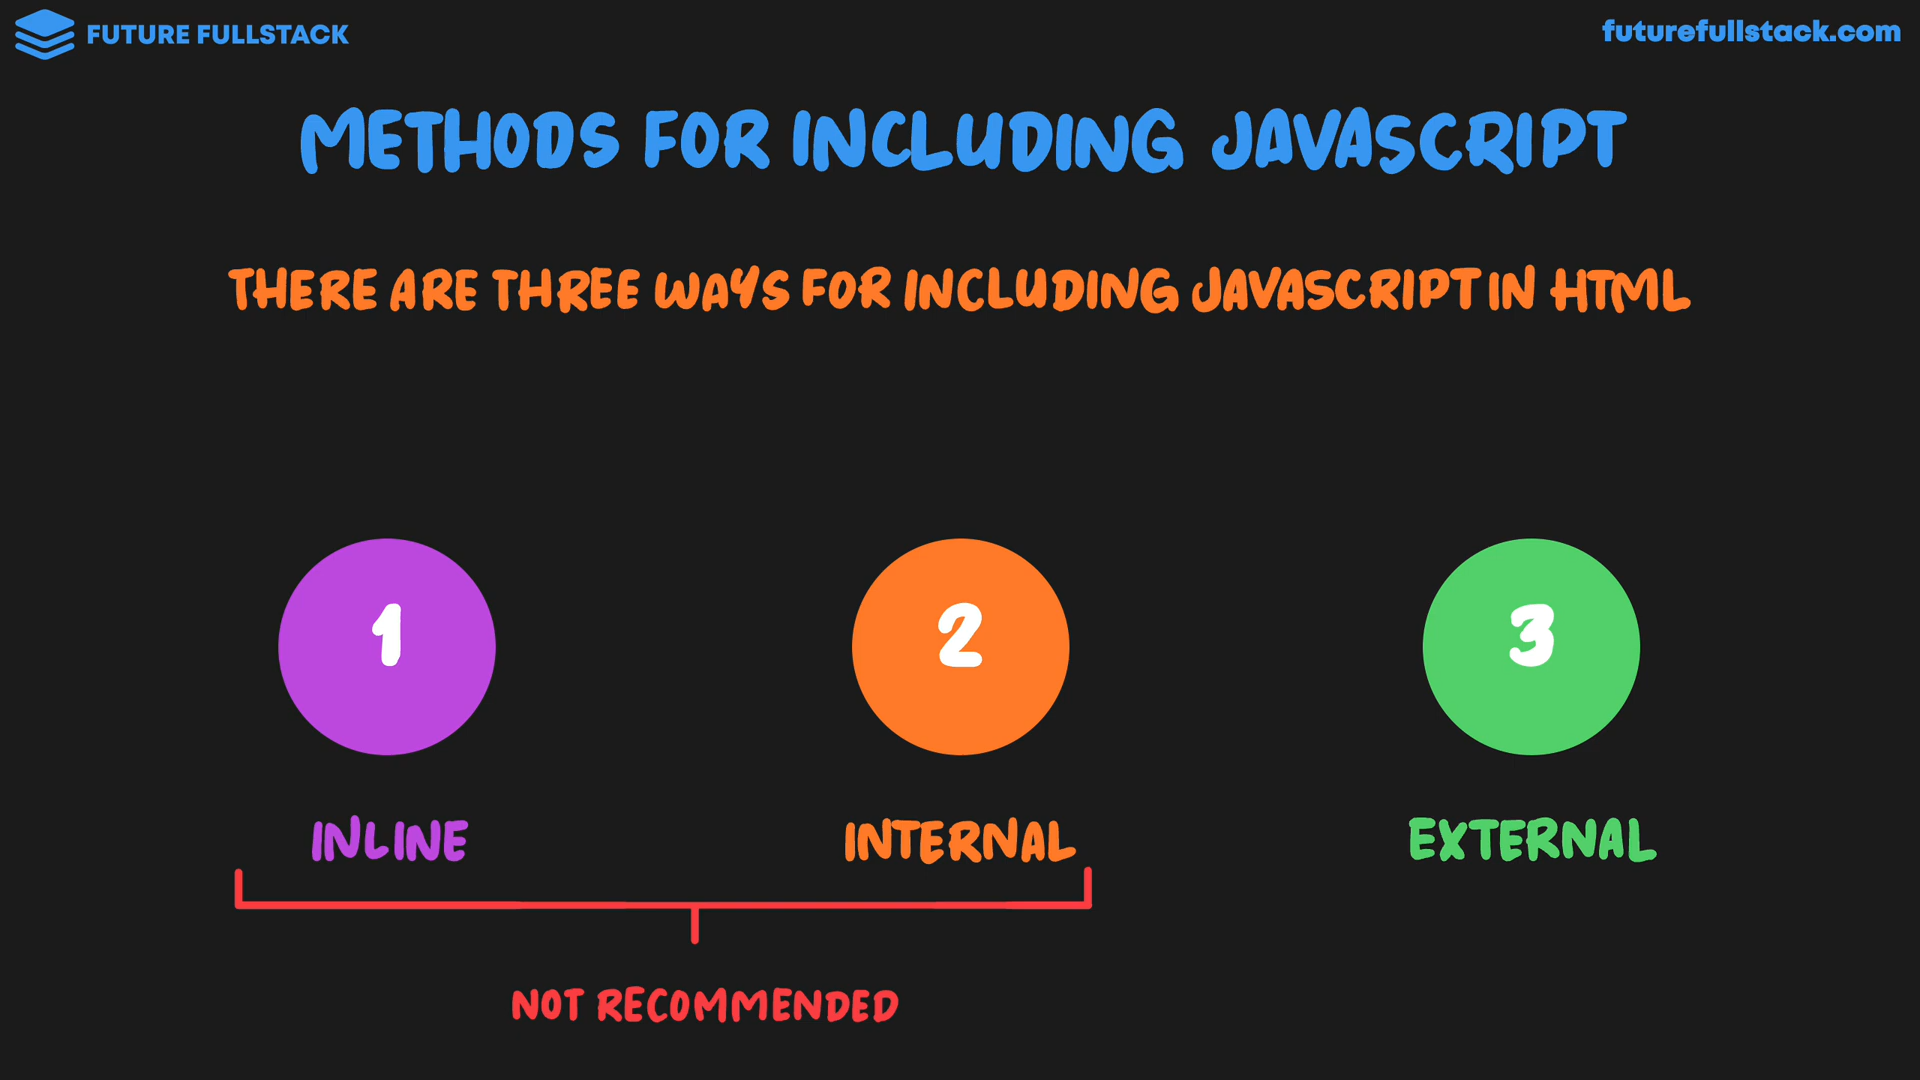 FUTURE FULLSTACK
futurefullstack.com
METHODS FOR INCLUDING JAVASCRIPT
THERE ARE THREE WAYS FOR INCLUDING JAVASCRIPT IN HTML
1
2
3
INLINE
INTERNAL
EXTERNAL
NOT RECOMMENDED